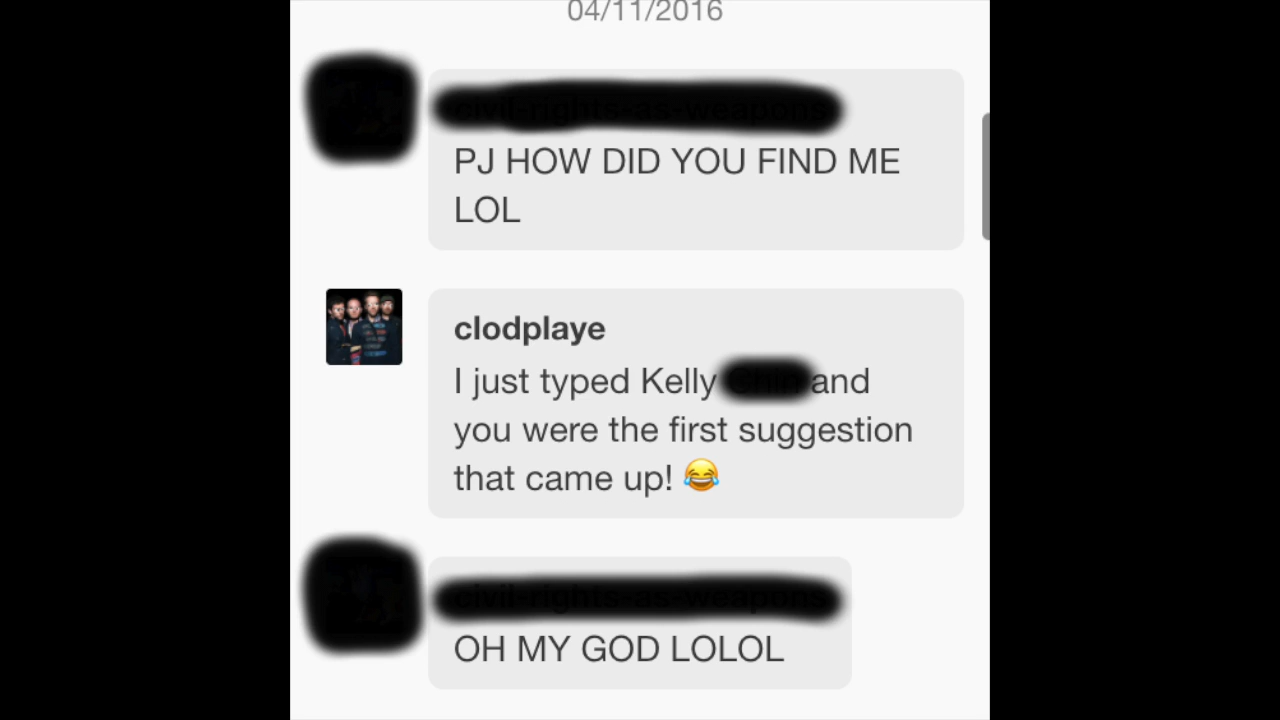 04/11/2016
PJ HOW DID YOU FIND ME
LOL
clodplaye
I just typed Kelly and
you were the first suggestion
that came up! 😂
OH MY GOD LOLOL